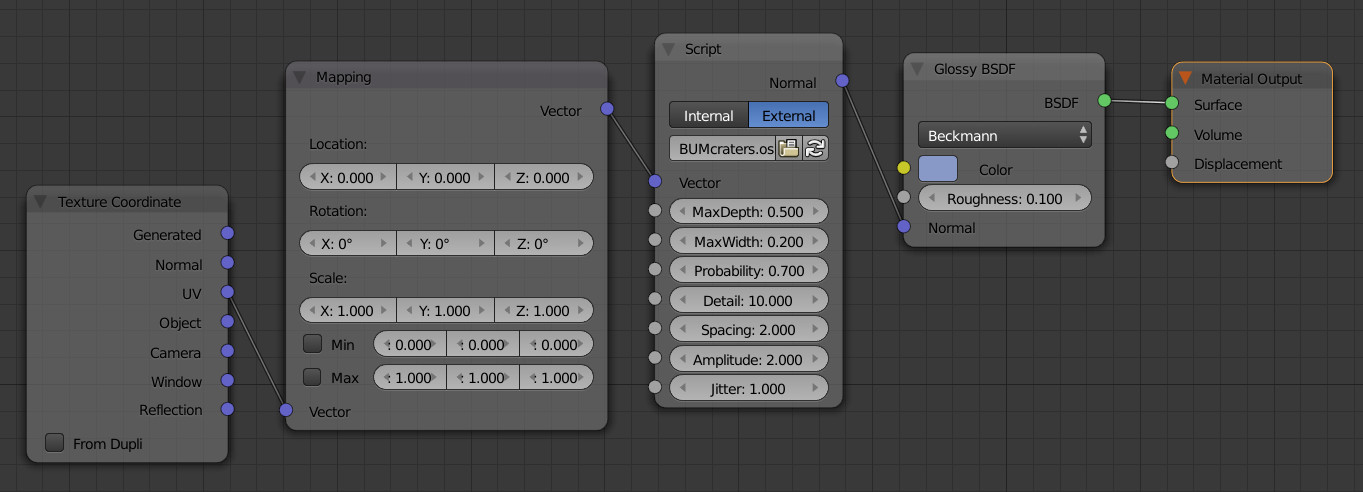 Texture Coordinate
Generated
Normal
UV
Object
Camera
Window
Reflection
From Dupli
Mapping
Vector
Location:
X: 0.000 Y: 0.000 Z: 0.000
Rotation:
X: 0° Y: 0° Z: 0°
Scale:
X: 1.000 Y: 1.000 Z: 1.000
Min : 0.000 : 0.000 : 0.000
Max : 1.000 : 1.000 : 1.000
Vector
Script
Normal
Internal External
BUMcraters.os
Vector
MaxDepth: 0.500
MaxWidth: 0.200
Probability: 0.700
Detail: 10.000
Spacing: 2.000
Amplitude: 2.000
Jitter: 1.000
Glossy BSDF
BSDF
Beckmann
Color
Roughness: 0.100
Normal
Material Output
Surface
Volume
Displacement